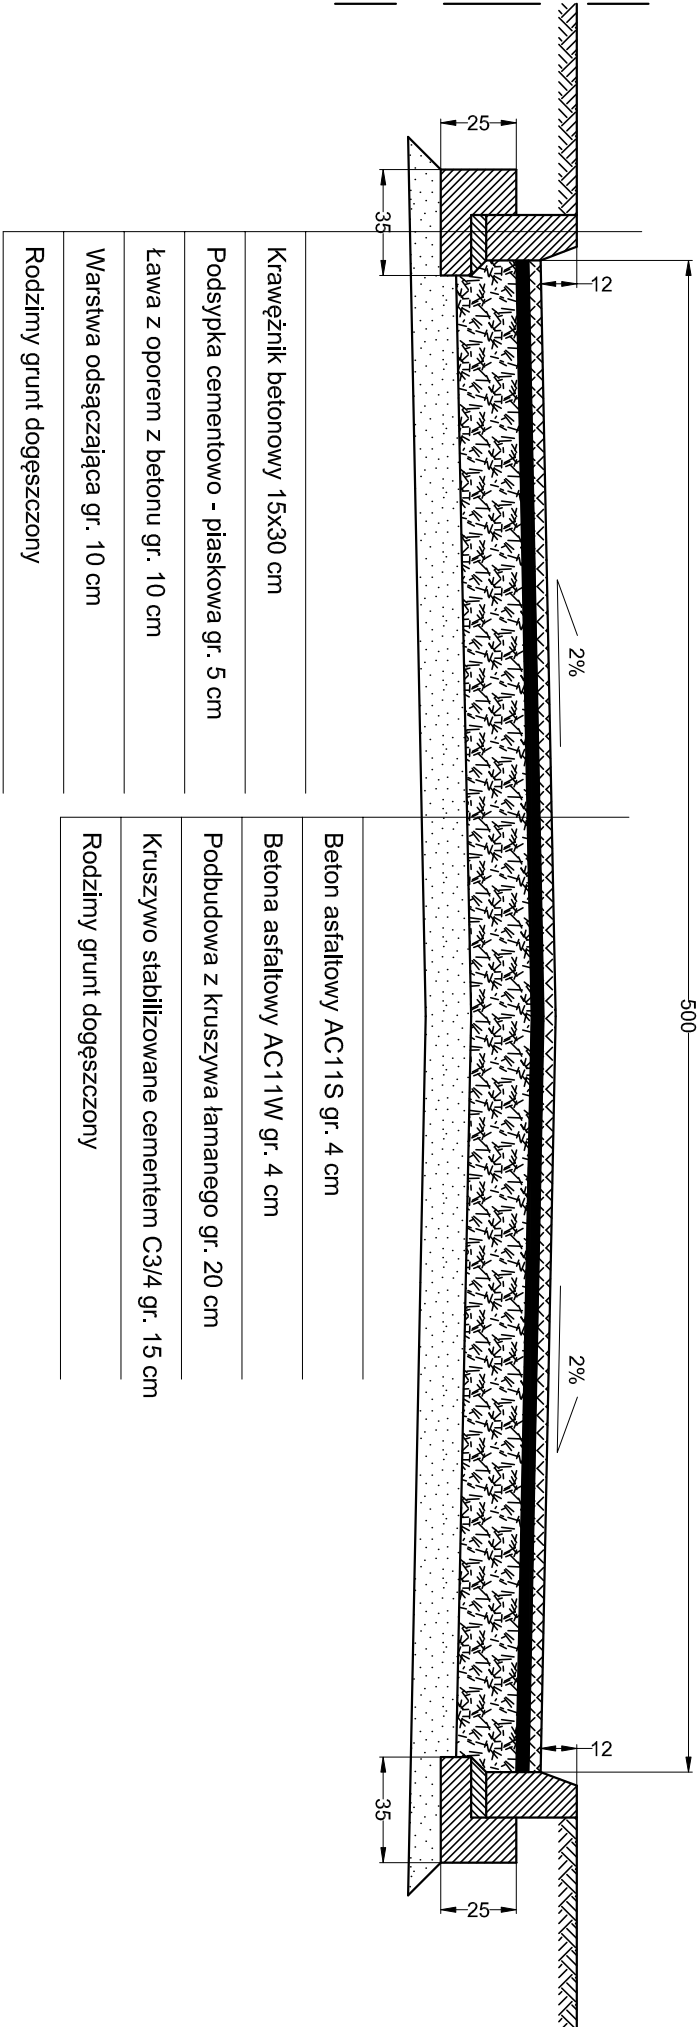 500
12
12
2%
2%
25
35
35
25
Krawężnik betonowy 15x30 cm
Podsypka cementowo - piaskowa gr. 5 cm
Ława z oporem z betonu gr. 10 cm
Warstwa odsączająca gr. 10 cm
Rodzimy grunt dogęszczony
Beton asfaltowy AC11S gr. 4 cm
Betona asfaltowy AC11W gr. 4 cm
Podbudowa z kruszywa łamanego gr. 20 cm
Kruszywo stabilizowane cementem C3/4 gr. 15 cm
Rodzimy grunt dogęszczony